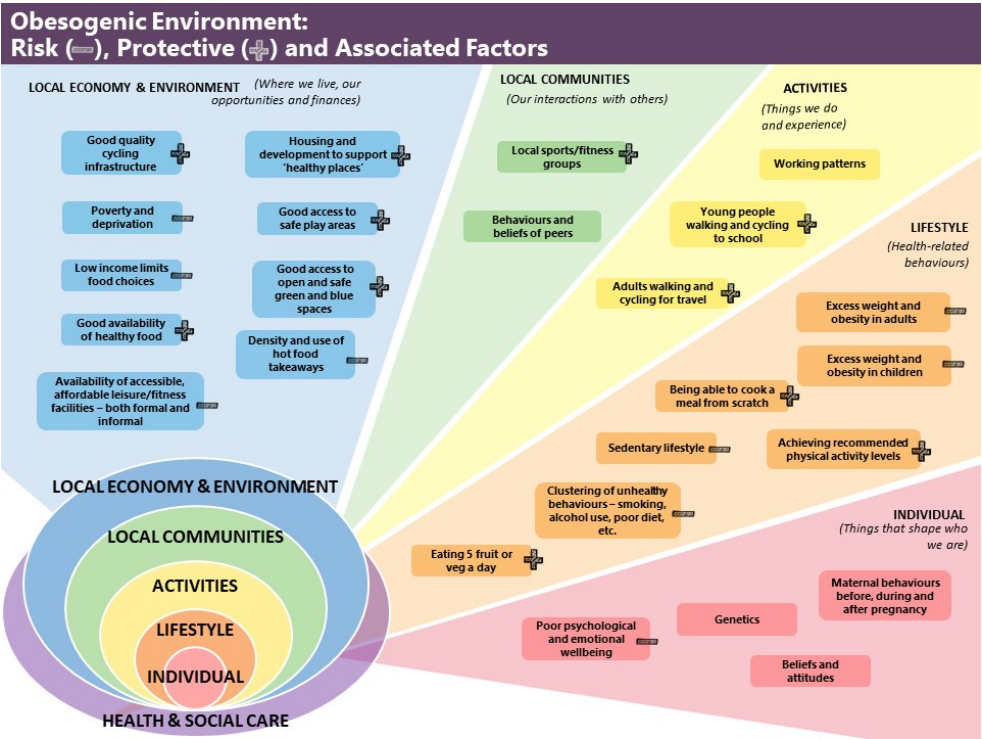 Obesogenic Environment:
Risk (−), Protective (+) and Associated Factors
LOCAL ECONOMY & ENVIRONMENT (Where we live, our
opportunities and finances)
Good quality
cycling
infrastructure
Housing and
development to support
‘healthy places’
Poverty and
deprivation
Good access to
safe play areas
Low income limits
food choices
Good access to
open and safe
green and blue
spaces
Good availability
of healthy food
Density and use of
hot food
takeaways
Availability of accessible,
affordable leisure/fitness
facilities – both formal and
informal
LOCAL COMMUNITIES
(Our interactions with others)
Local sports/fitness
groups
Behaviours and
beliefs of peers
ACTIVITIES
(Things we do
and experience)
Working patterns
Young people
walking and cycling
to school
Adults walking and
cycling for travel
LIFESTYLE
(Health-related
behaviours)
Excess weight and
obesity in adults
Excess weight and
obesity in children
Being able to cook a
meal from scratch
Sedentary lifestyle
Achieving recommended
physical activity levels
Clustering of unhealthy
behaviours – smoking,
alcohol use, poor diet,
etc.
Eating 5 fruit or
veg a day
INDIVIDUAL
(Things that shape who
we are)
Maternal behaviours
before, during and
after pregnancy
Genetics
Poor psychological
and emotional
wellbeing
Beliefs and
attitudes
LOCAL ECONOMY & ENVIRONMENT
LOCAL COMMUNITIES
ACTIVITIES
LIFESTYLE
INDIVIDUAL
HEALTH & SOCIAL CARE